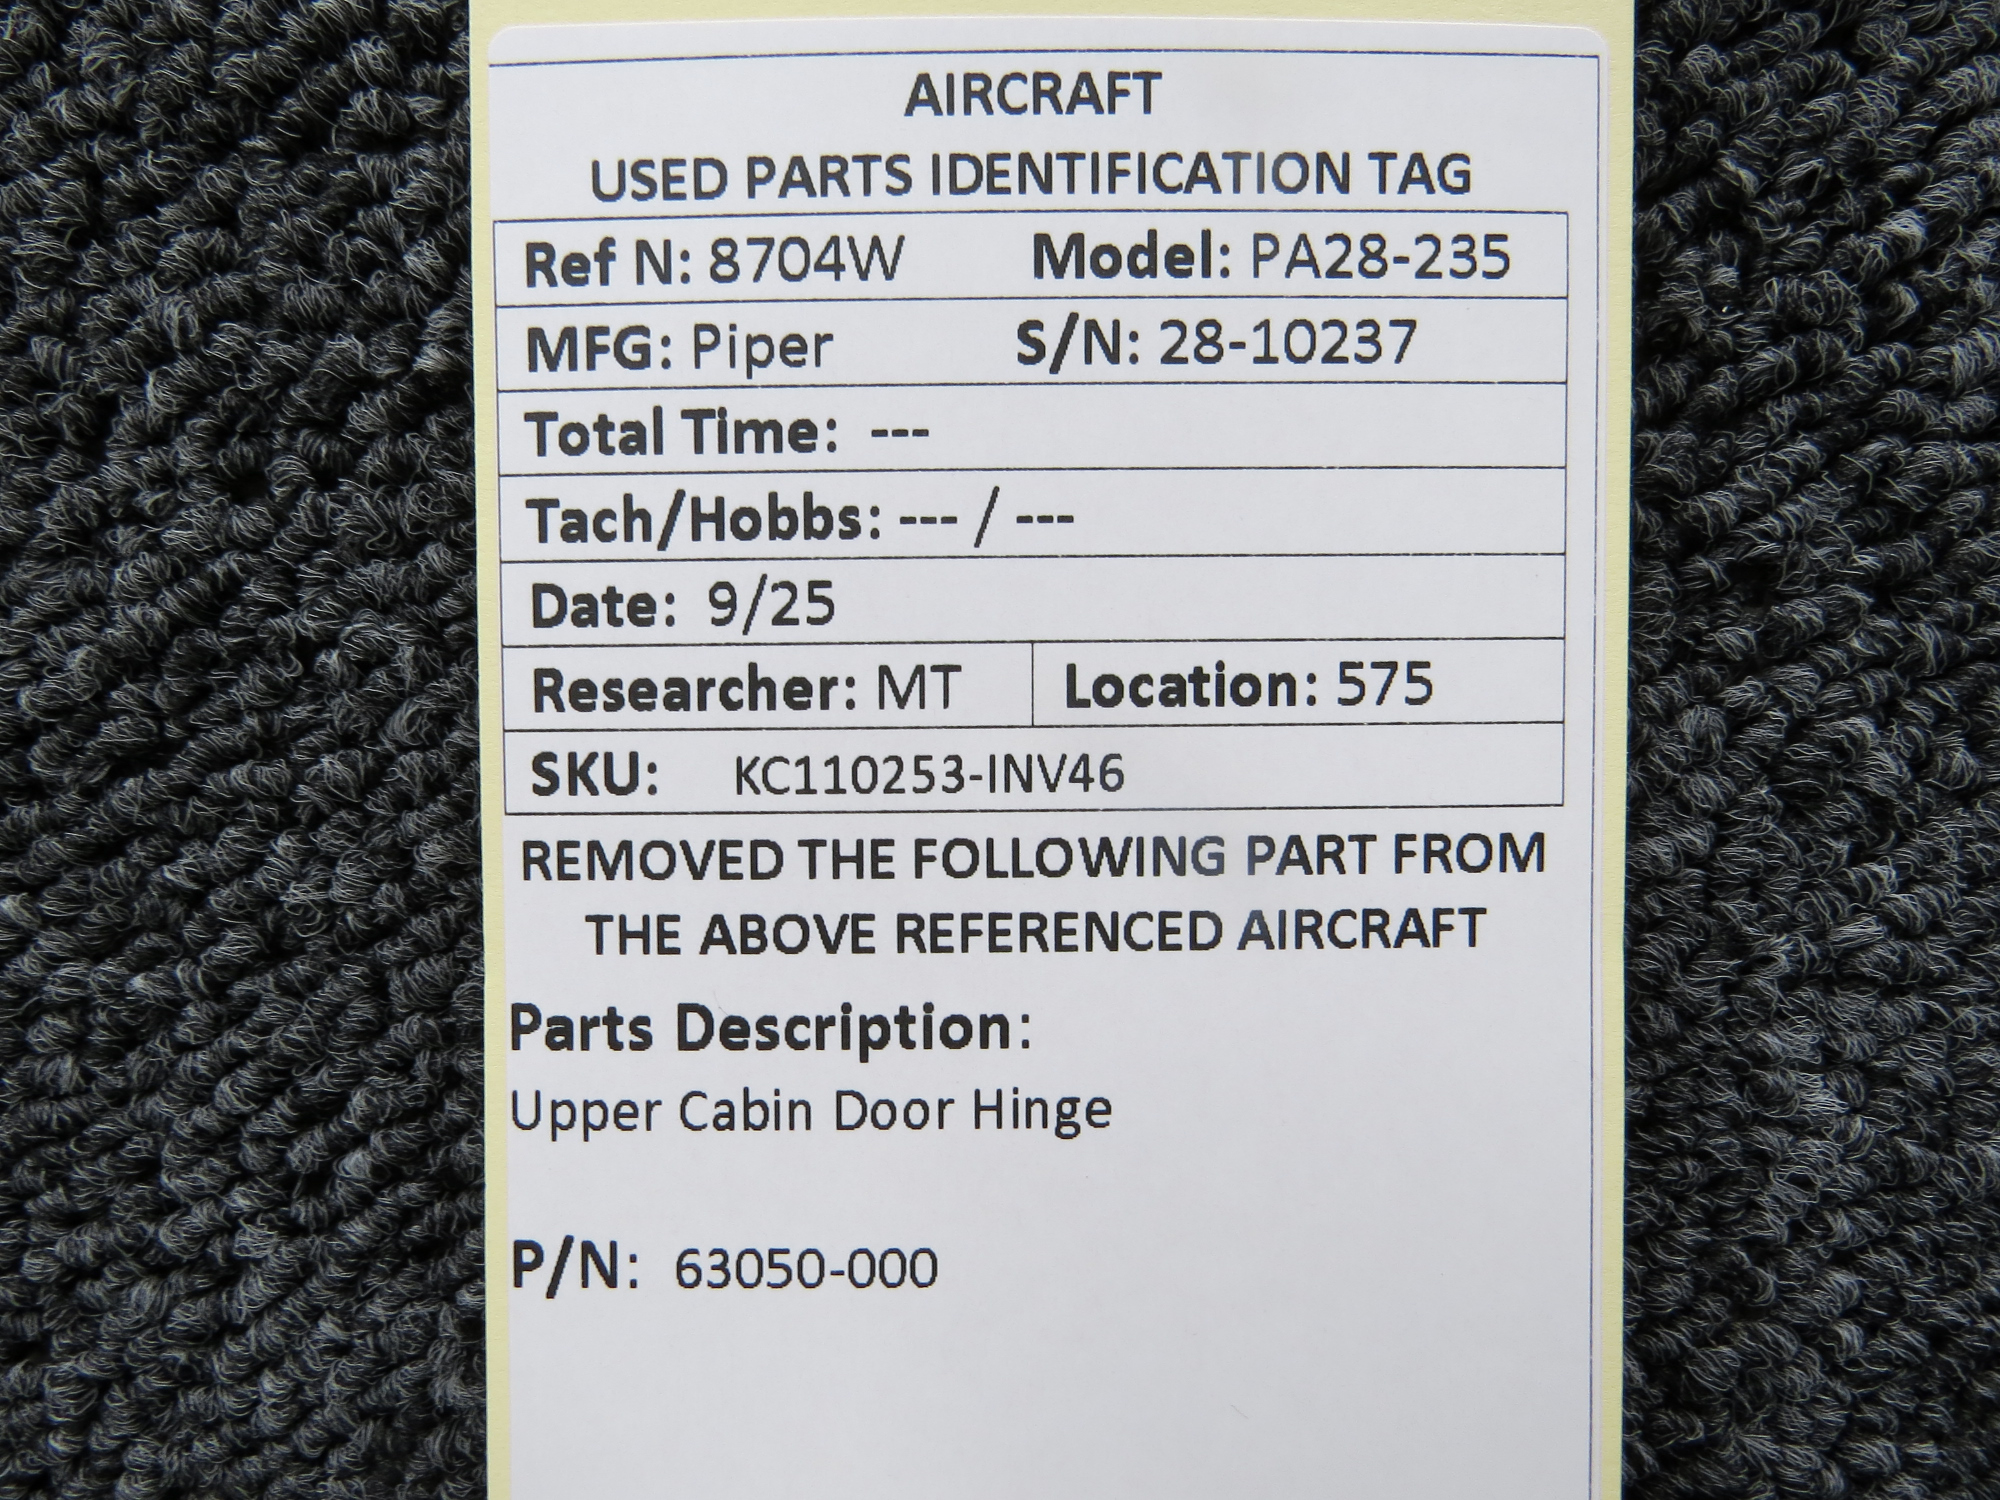 AIRCRAFT
USED PARTS IDENTIFICATION TAG
Ref N: 8704W Model: PA28-235
MFG: Piper S/N: 28-10237
Total Time: ---
Tach/Hobbs: --- / ---
Date: 9/25
Researcher: MT Location: 575
SKU: KC110253-INV46
REMOVED THE FOLLOWING PART FROM
THE ABOVE REFERENCED AIRCRAFT
Parts Description:
Upper Cabin Door Hinge
P/N: 63050-000